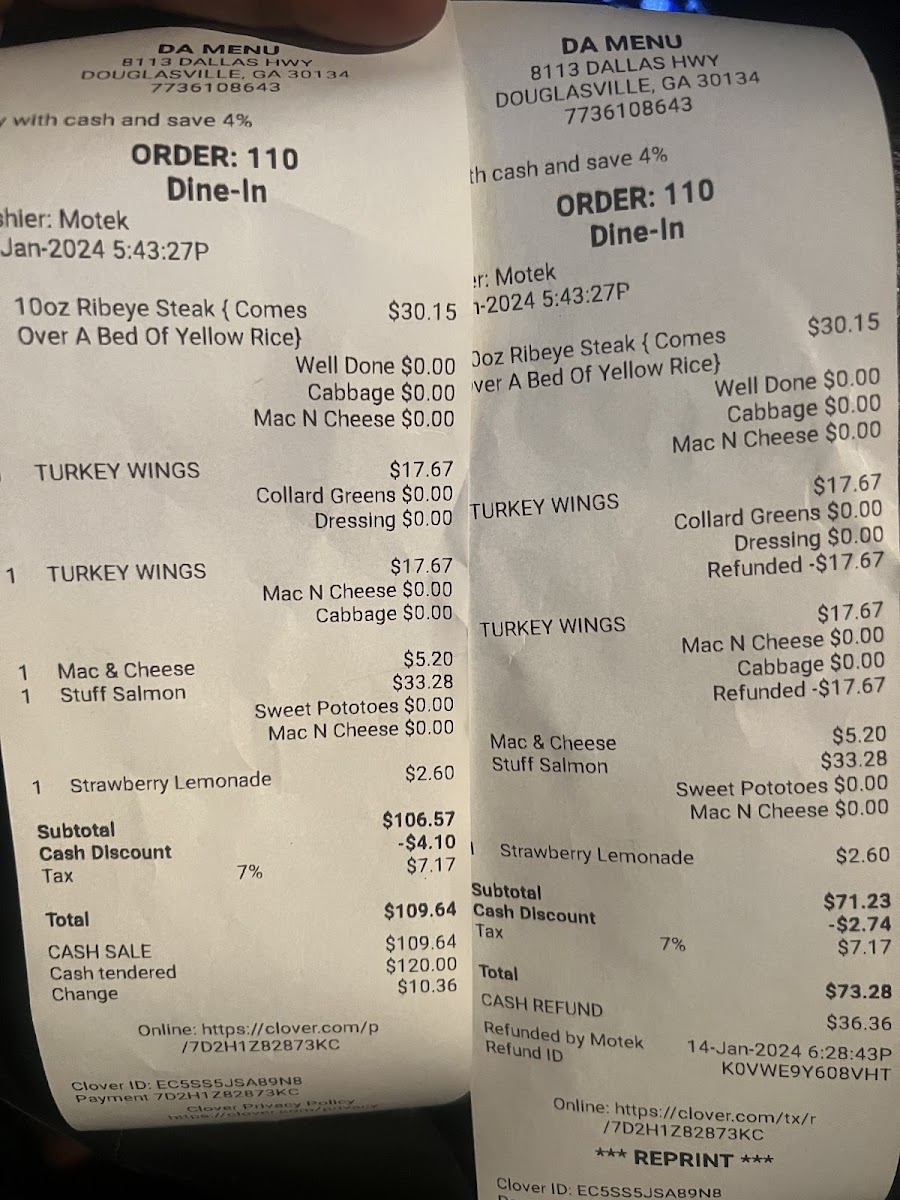 DA MENU
8113 DALLAS HWY
DOUGLASVILLE, GA 30134
7736108643
with cash and save 4%
ORDER: 110
Dine-In
shier: Motek
Jan-2024 5:43:27P
10oz Ribeye Steak { Comes $30.15
Over A Bed Of Yellow Rice}
Well Done $0.00
Cabbage $0.00
Mac N Cheese $0.00
TURKEY WINGS $17.67
Collard Greens $0.00
Dressing $0.00
1 TURKEY WINGS $17.67
Mac N Cheese $0.00
Cabbage $0.00
1 Mac & Cheese $5.20
1 Stuff Salmon $33.28
Sweet Pototoes $0.00
Mac N Cheese $0.00
1 Strawberry Lemonade $2.60
Subtotal $106.57
Cash Discount -$4.10
Tax 7% $7.17
Total $109.64
CASH SALE $109.64
Cash tendered $120.00
Change $10.36
Online: https://clover.com/p
/7D2H1Z82873KC
Clover ID: EC5SS5JSA89N8
Payment 7D2H1Z82873KC
Clover Privacy Policy
https://clover.com/privacy
DA MENU
8113 DALLAS HWY
DOUGLASVILLE, GA 30134
7736108643
th cash and save 4%
ORDER: 110
Dine-In
er: Motek
n-2024 5:43:27P
0oz Ribeye Steak { Comes $30.15
ver A Bed Of Yellow Rice}
Well Done $0.00
Cabbage $0.00
Mac N Cheese $0.00
TURKEY WINGS $17.67
Collard Greens $0.00
Dressing $0.00
Refunded -$17.67
TURKEY WINGS $17.67
Mac N Cheese $0.00
Cabbage $0.00
Refunded -$17.67
Mac & Cheese $5.20
Stuff Salmon $33.28
Sweet Pototoes $0.00
Mac N Cheese $0.00
Strawberry Lemonade $2.60
Subtotal $71.23
Cash Discount -$2.74
Tax 7% $7.17
Total $73.28
CASH REFUND $36.36
Refunded by Motek 14-Jan-2024 6:28:43P
Refund ID K0VWE9Y608VHT
Online: https://clover.com/tx/r
/7D2H1Z82873KC
*** REPRINT ***
Clover ID: EC5SS5JSA89N8